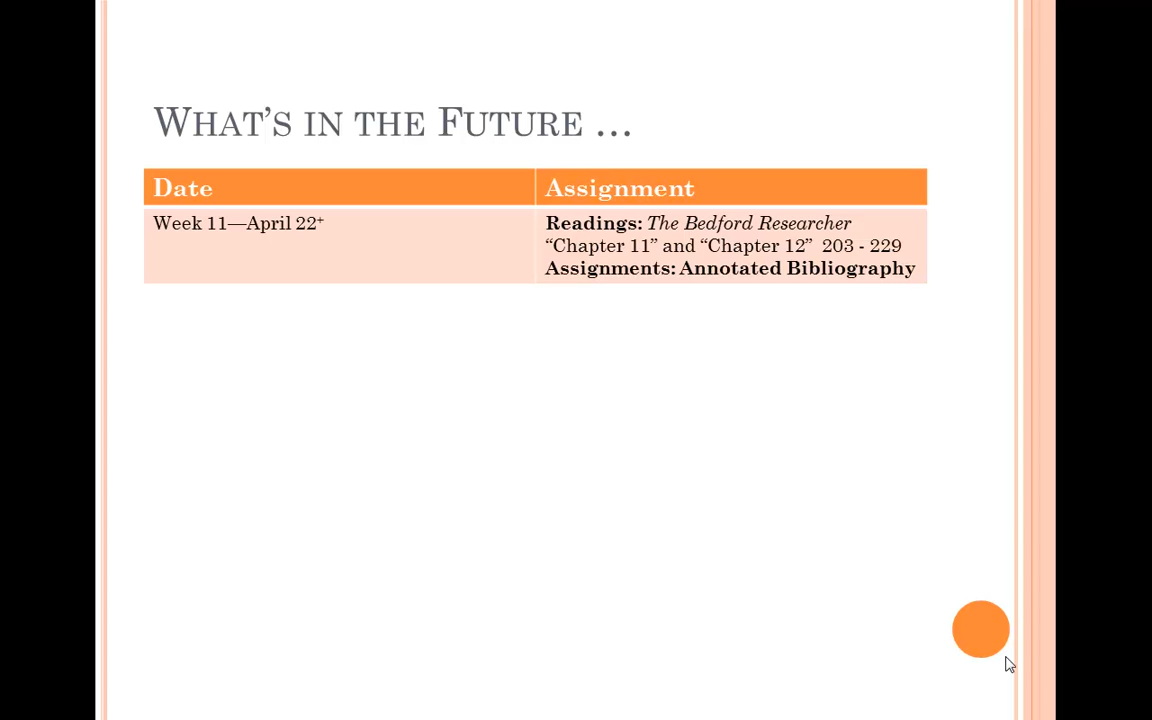 What's in the Future …
Date Assignment
Week 11—April 22⁺ Readings: The Bedford Researcher
"Chapter 11" and "Chapter 12" 203 - 229
Assignments: Annotated Bibliography